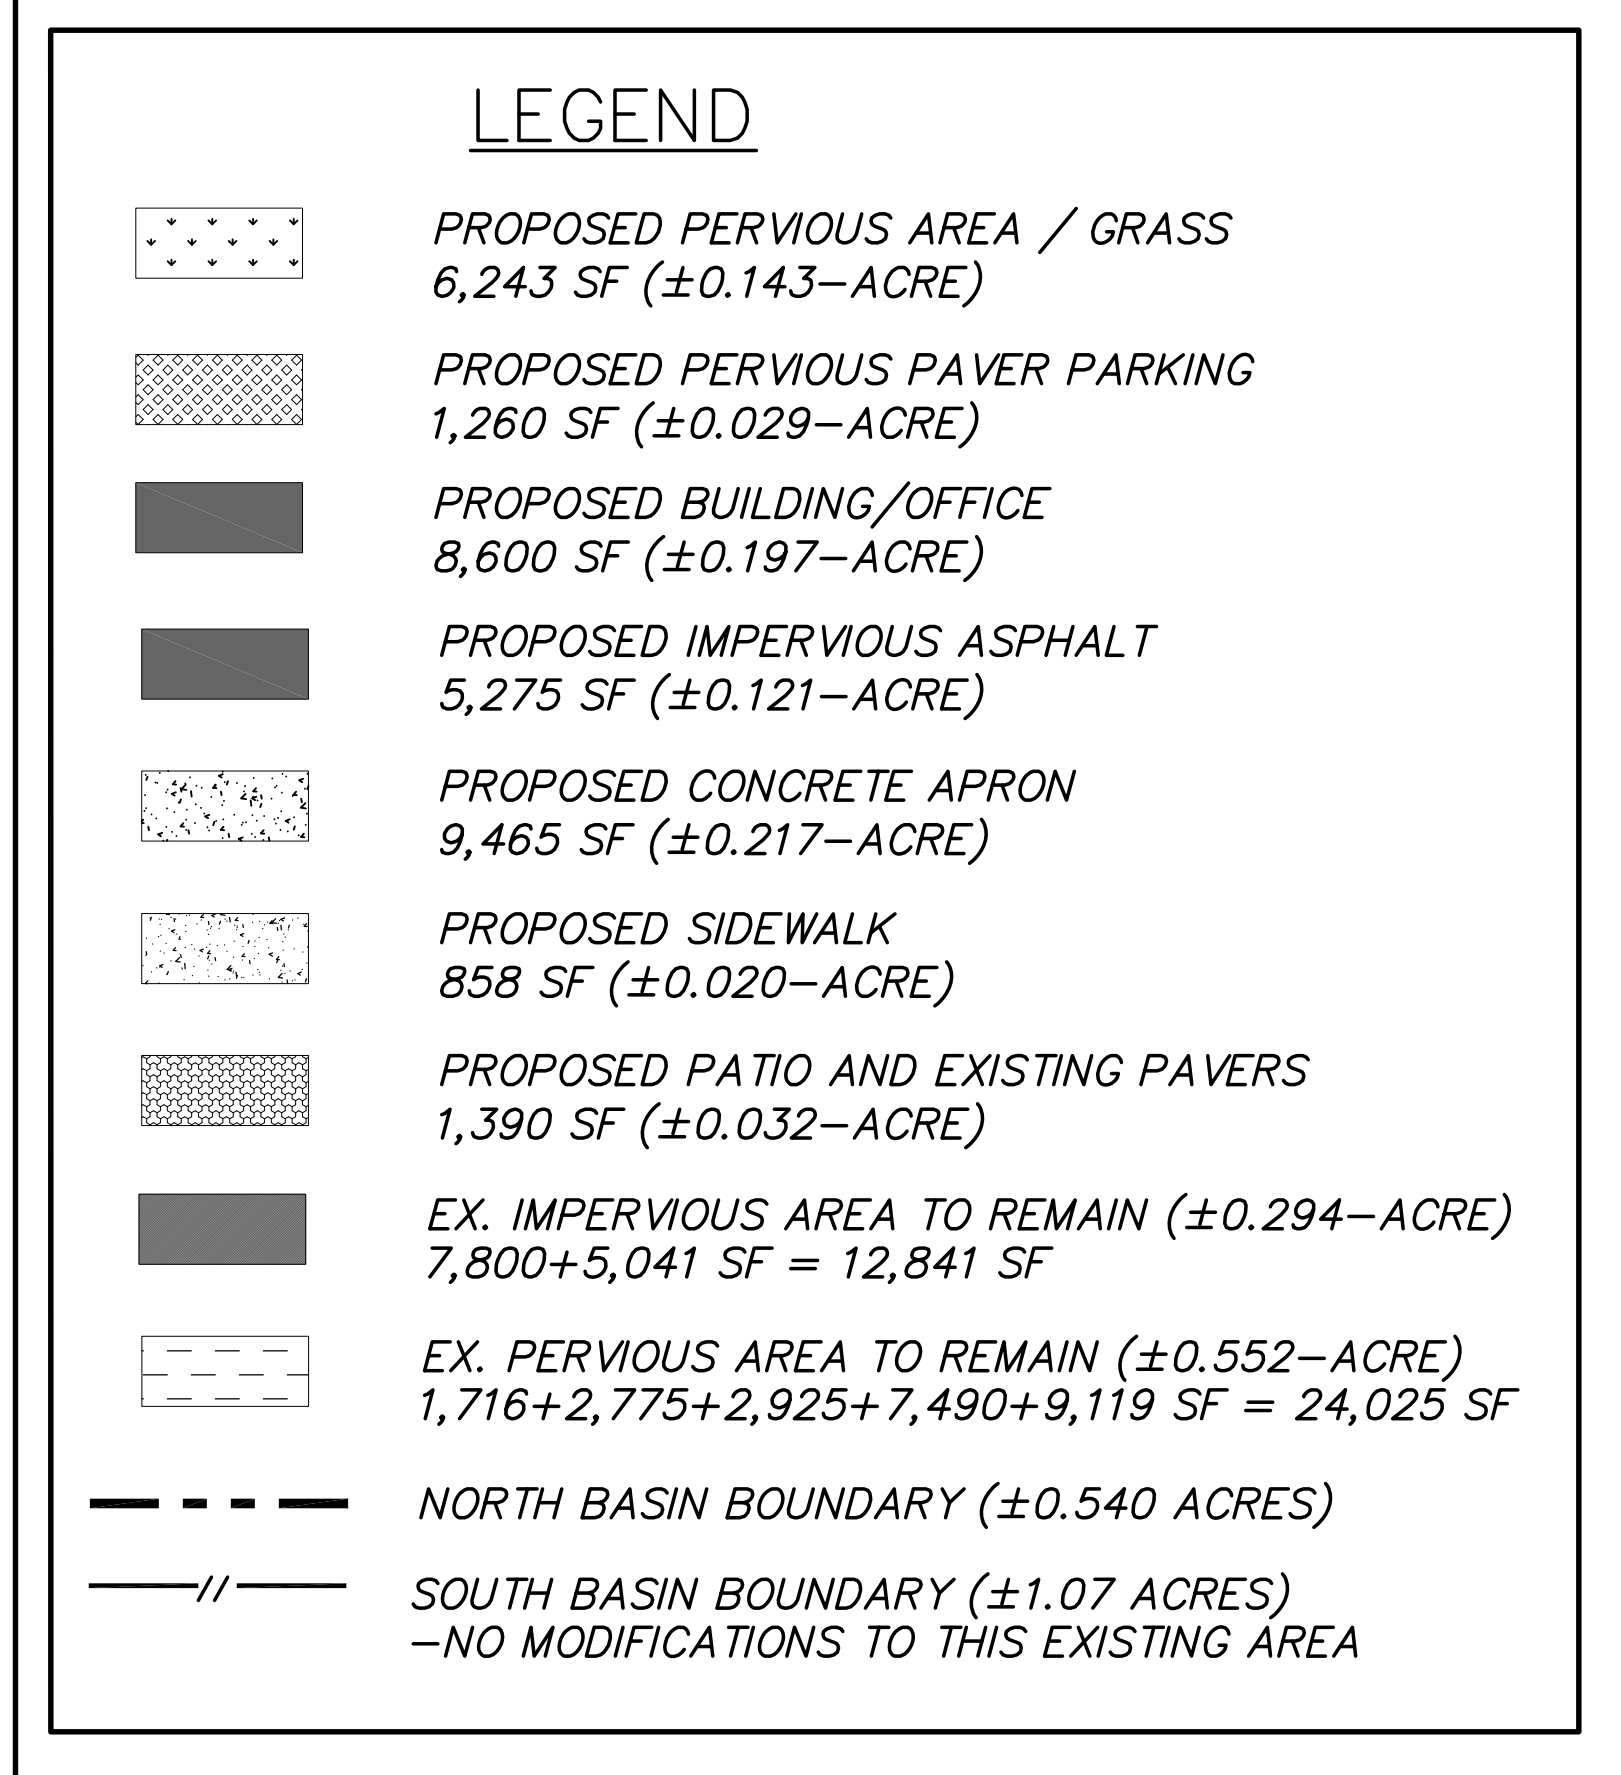 LEGEND
PROPOSED PERVIOUS AREA / GRASS
6,243 SF (±0.143-ACRE)
PROPOSED PERVIOUS PAVER PARKING
1,260 SF (±0.029-ACRE)
PROPOSED BUILDING/OFFICE
8,600 SF (±0.197-ACRE)
PROPOSED IMPERVIOUS ASPHALT
5,275 SF (±0.121-ACRE)
PROPOSED CONCRETE APRON
9,465 SF (±0.217-ACRE)
PROPOSED SIDEWALK
858 SF (±0.020-ACRE)
PROPOSED PATIO AND EXISTING PAVERS
1,390 SF (±0.032-ACRE)
EX. IMPERVIOUS AREA TO REMAIN (±0.294-ACRE)
7,800+5,041 SF = 12,841 SF
EX. PERVIOUS AREA TO REMAIN (±0.552-ACRE)
1,716+2,775+2,925+7,490+9,119 SF = 24,025 SF
NORTH BASIN BOUNDARY (±0.540 ACRES)
SOUTH BASIN BOUNDARY (±1.07 ACRES)
-NO MODIFICATIONS TO THIS EXISTING AREA